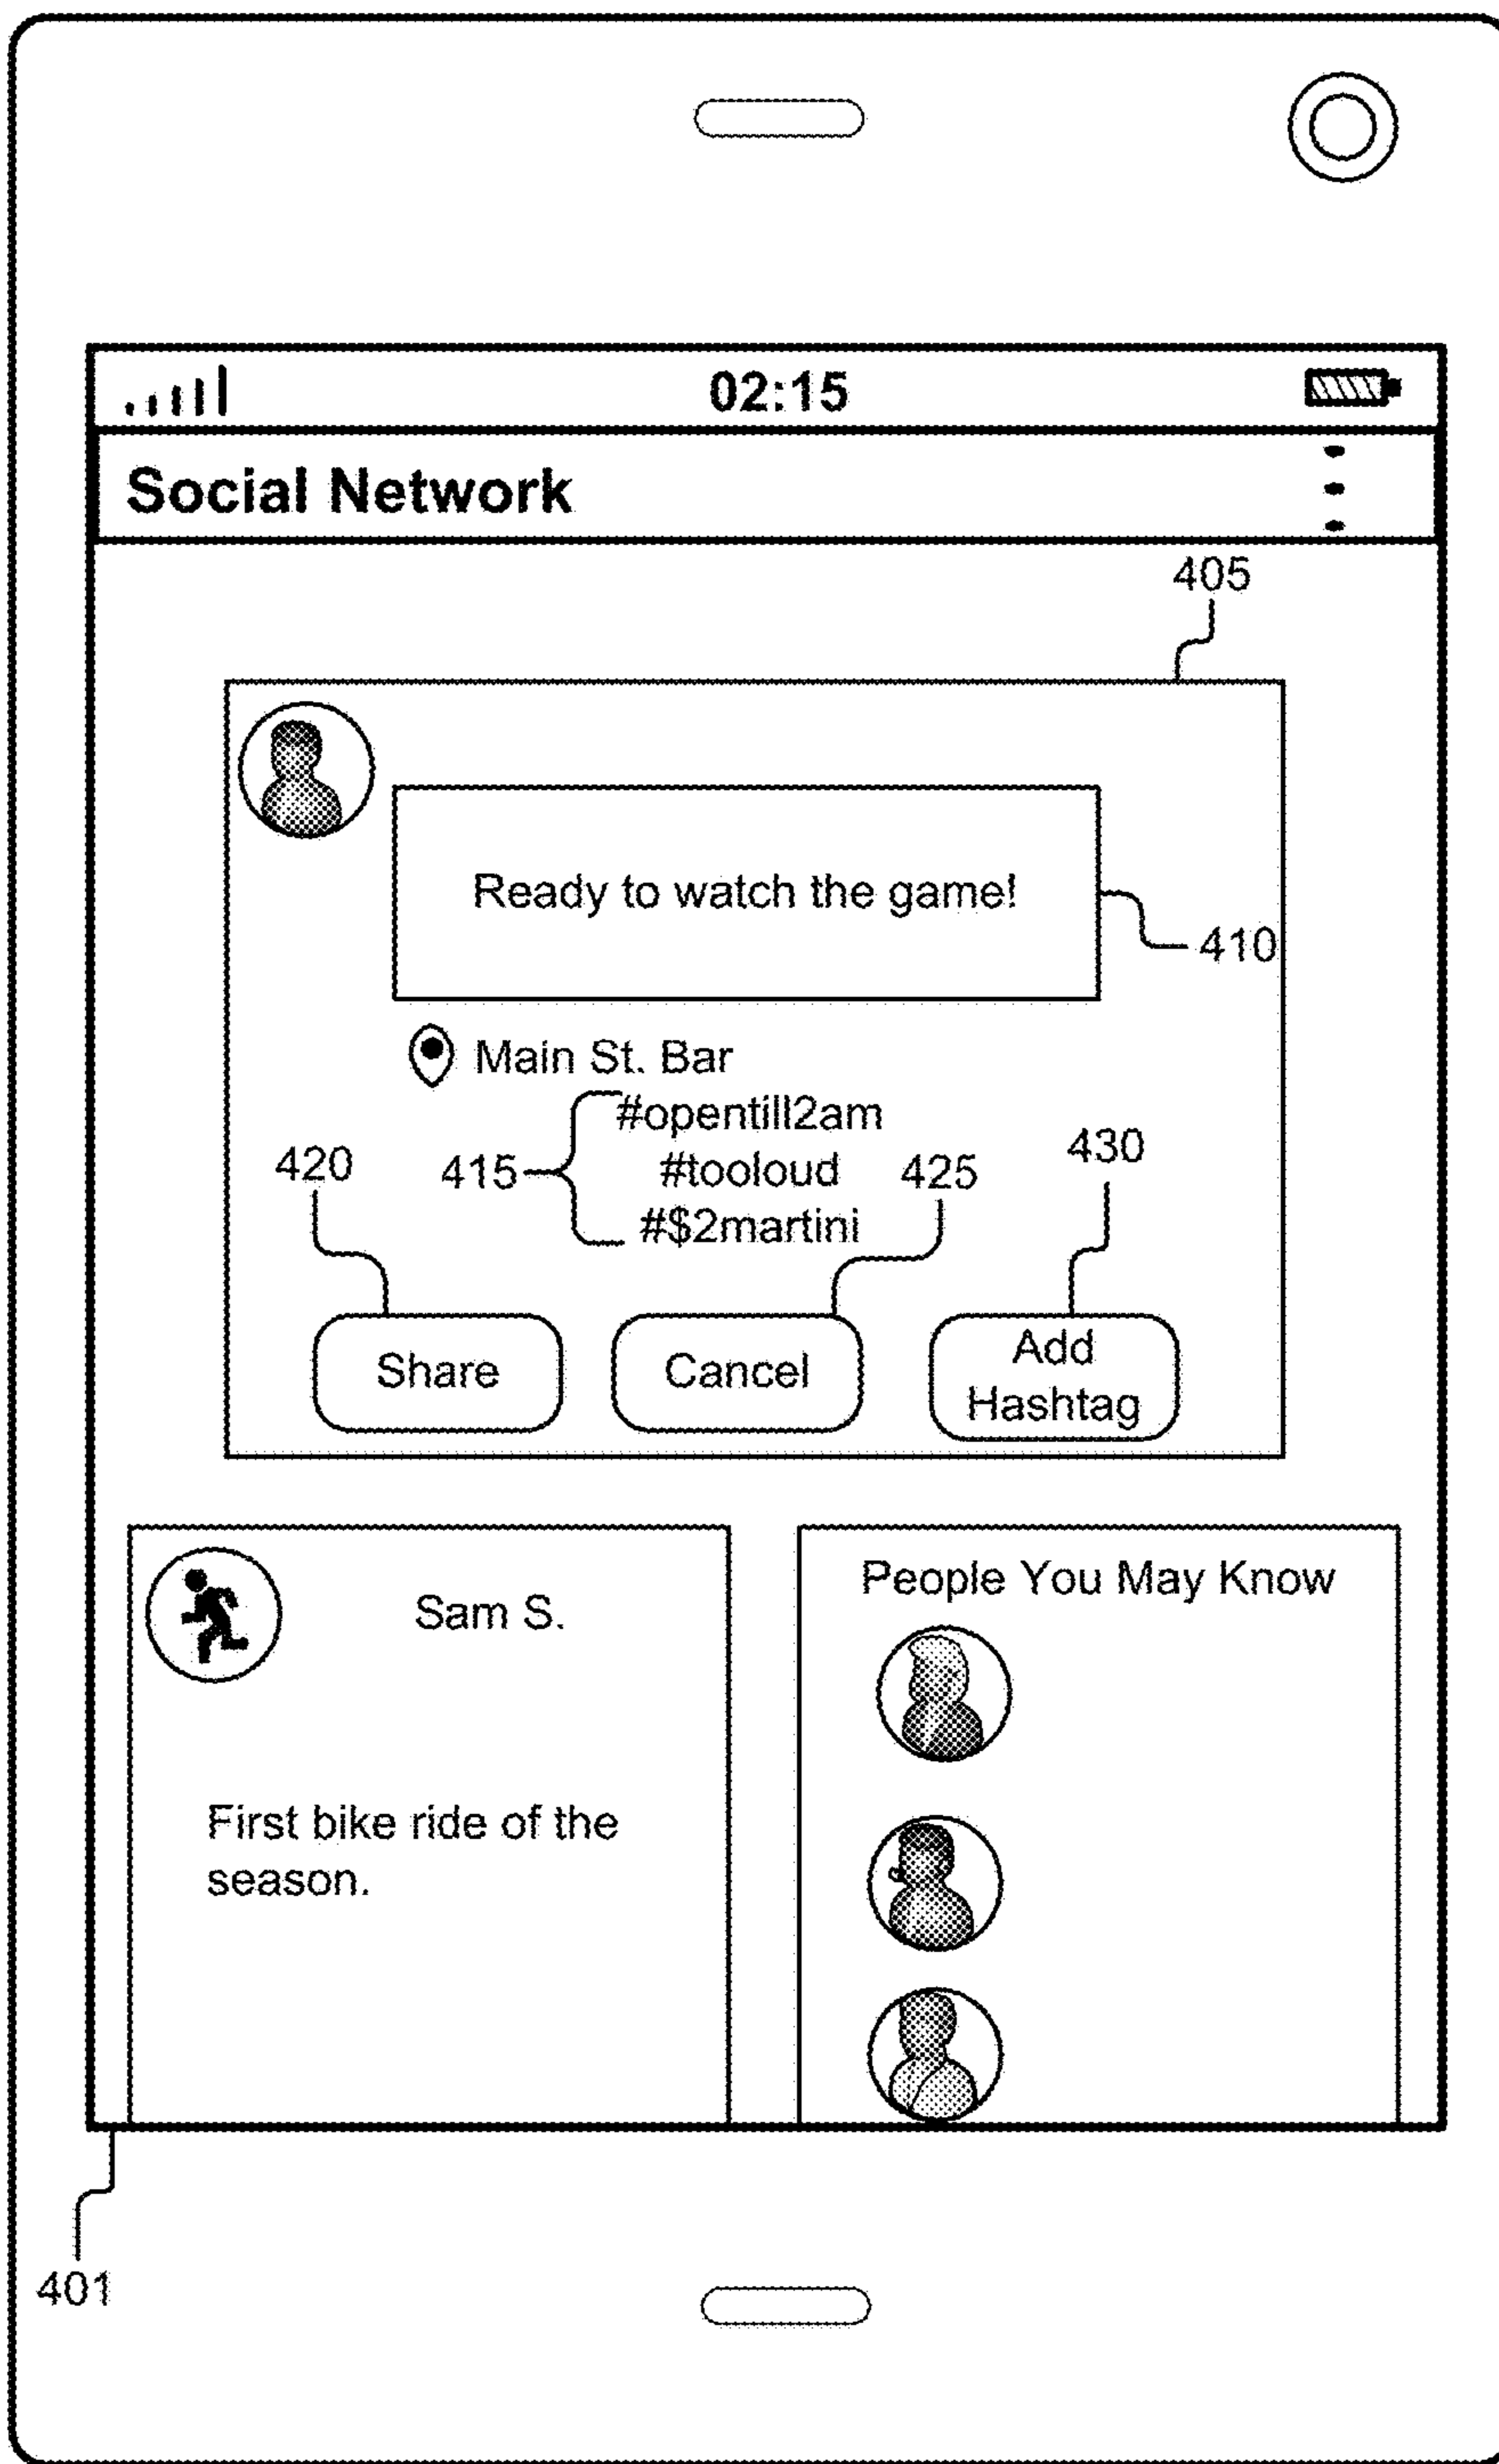 02:15
Social Network
405
Ready to watch the game!
410
Main St. Bar
#opentill2am
420
415
#tooloud
425
430
#$2martini
Share
Cancel
Add
Hashtag
Sam S.
First bike ride of the
season.
People You May Know
401